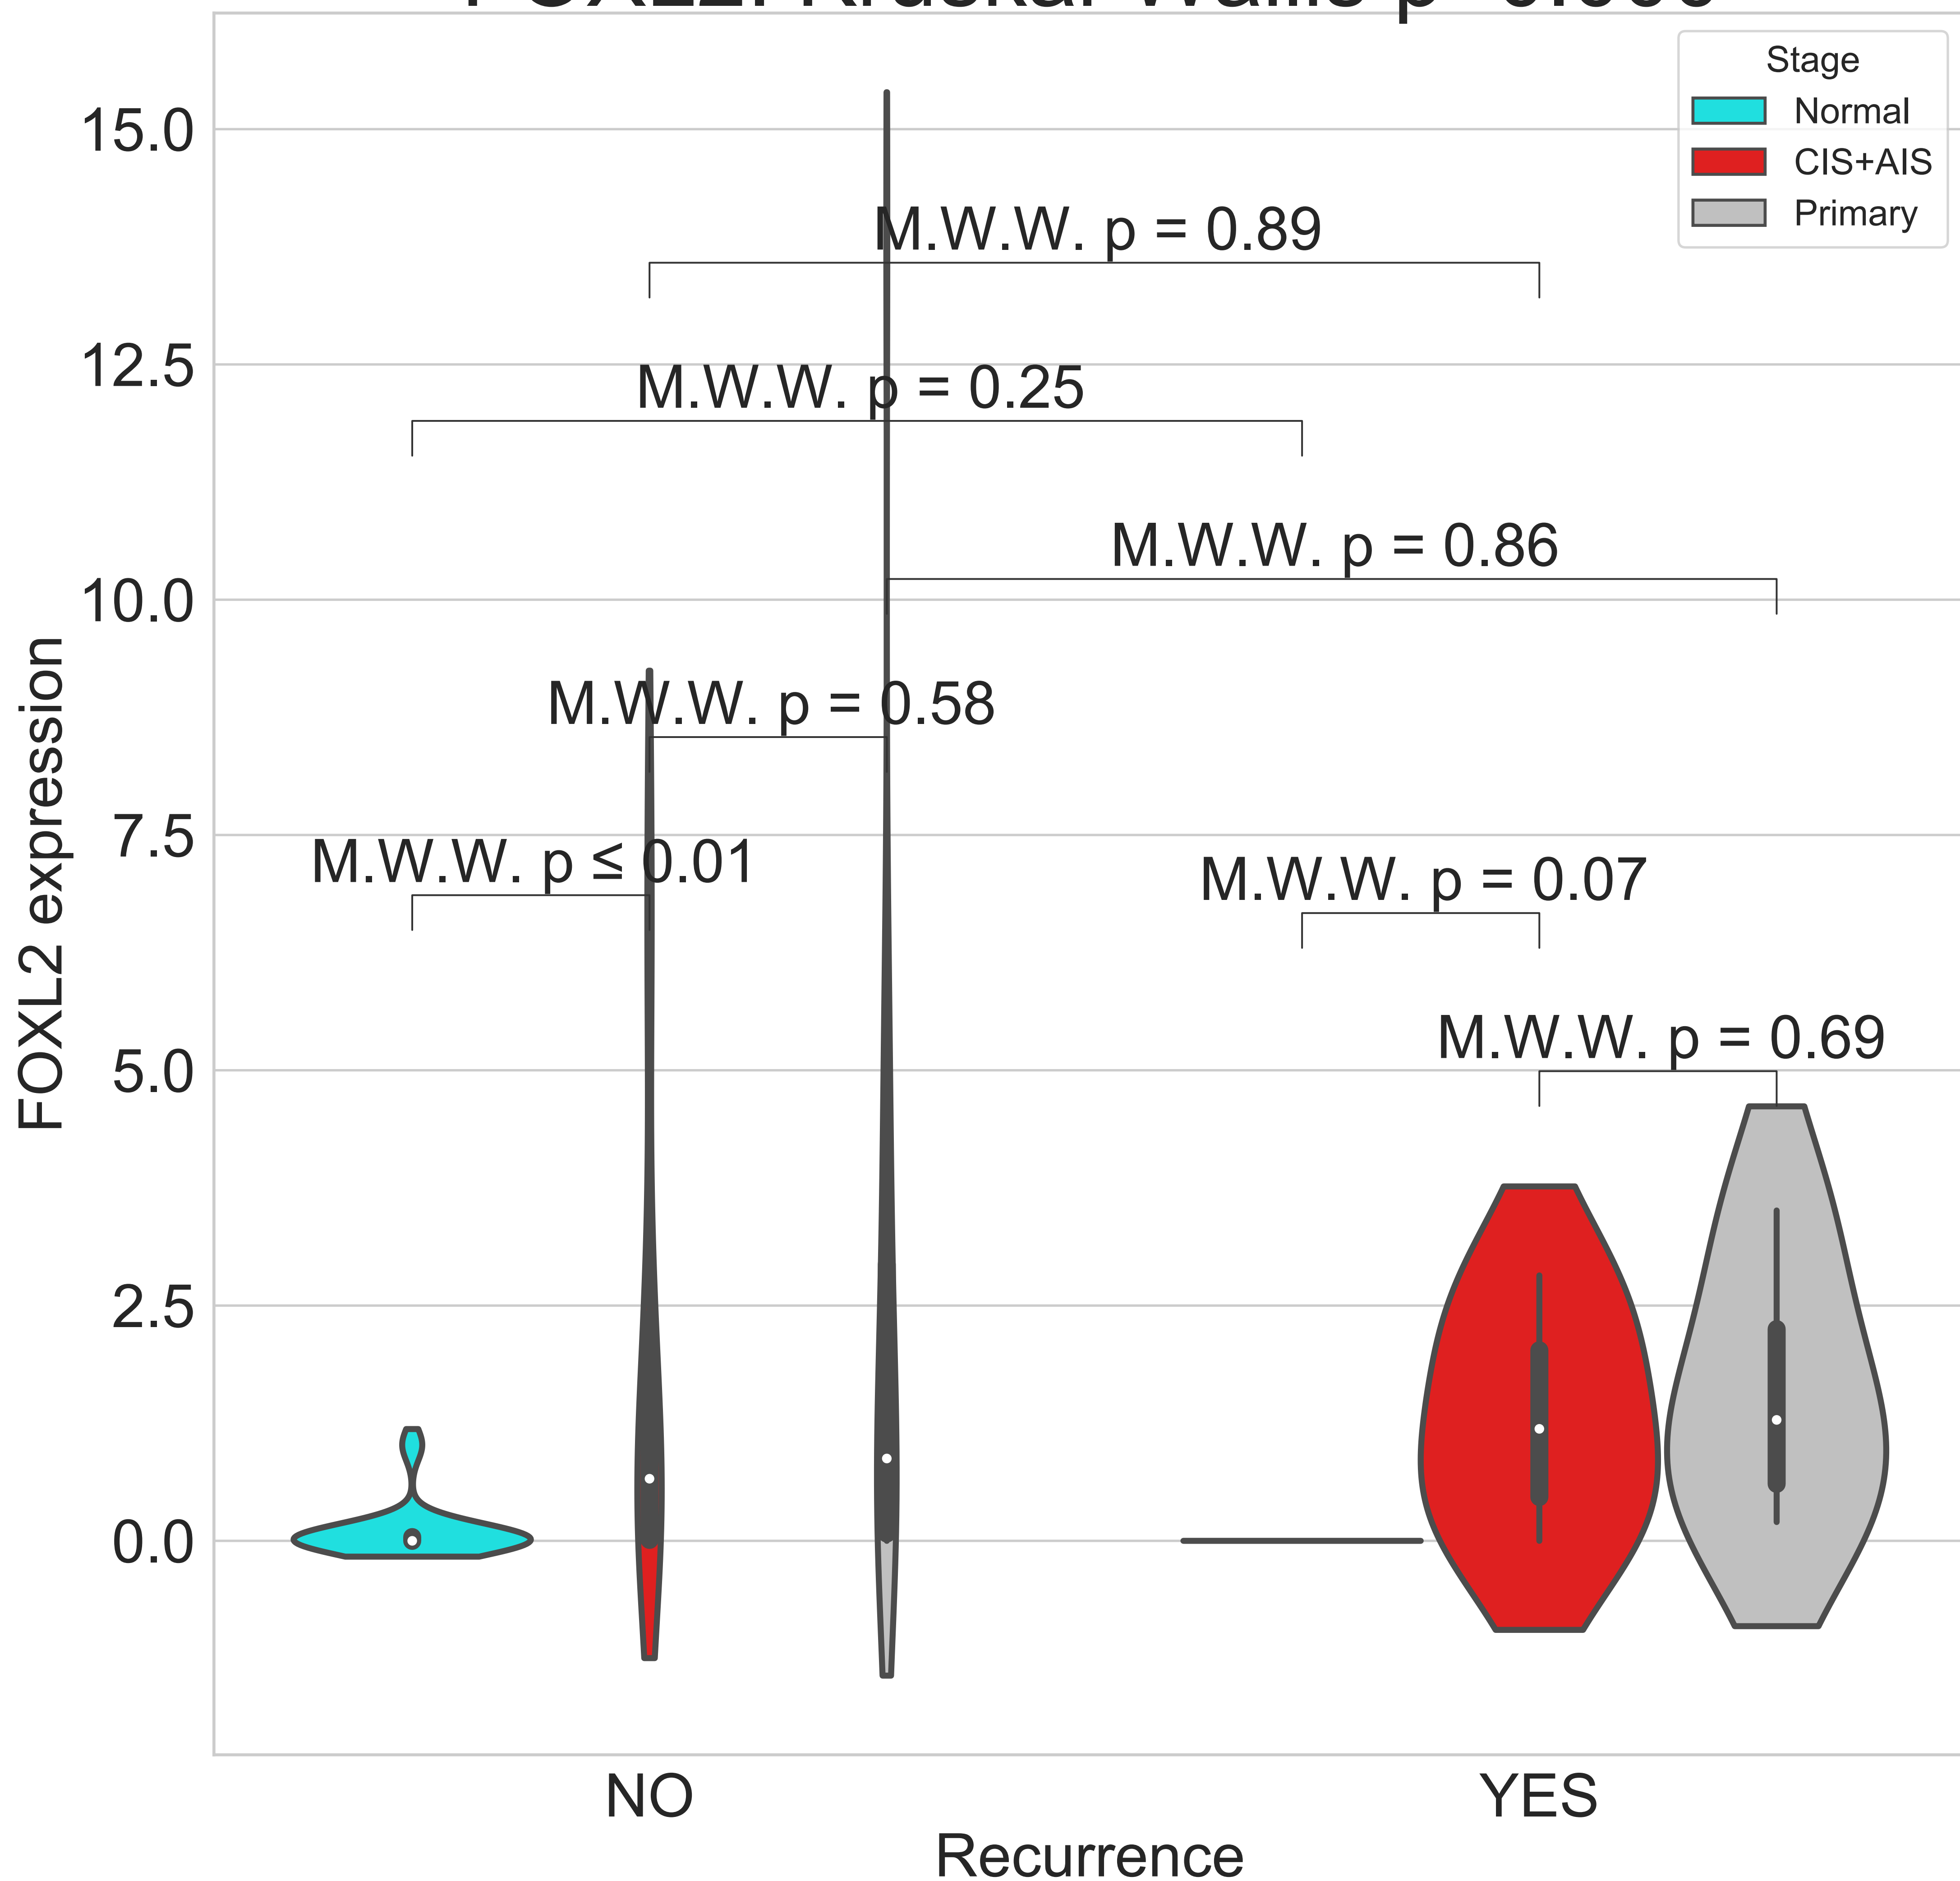 Stage
Normal
CIS+AIS
Primary
15.0
12.5
10.0
7.5
5.0
2.5
0.0
FOXL2 expression
M.W.W. p = 0.89
M.W.W. p = 0.25
M.W.W. p = 0.86
M.W.W. p = 0.58
M.W.W. p ≤ 0.01
M.W.W. p = 0.07
M.W.W. p = 0.69
NO
YES
Recurrence